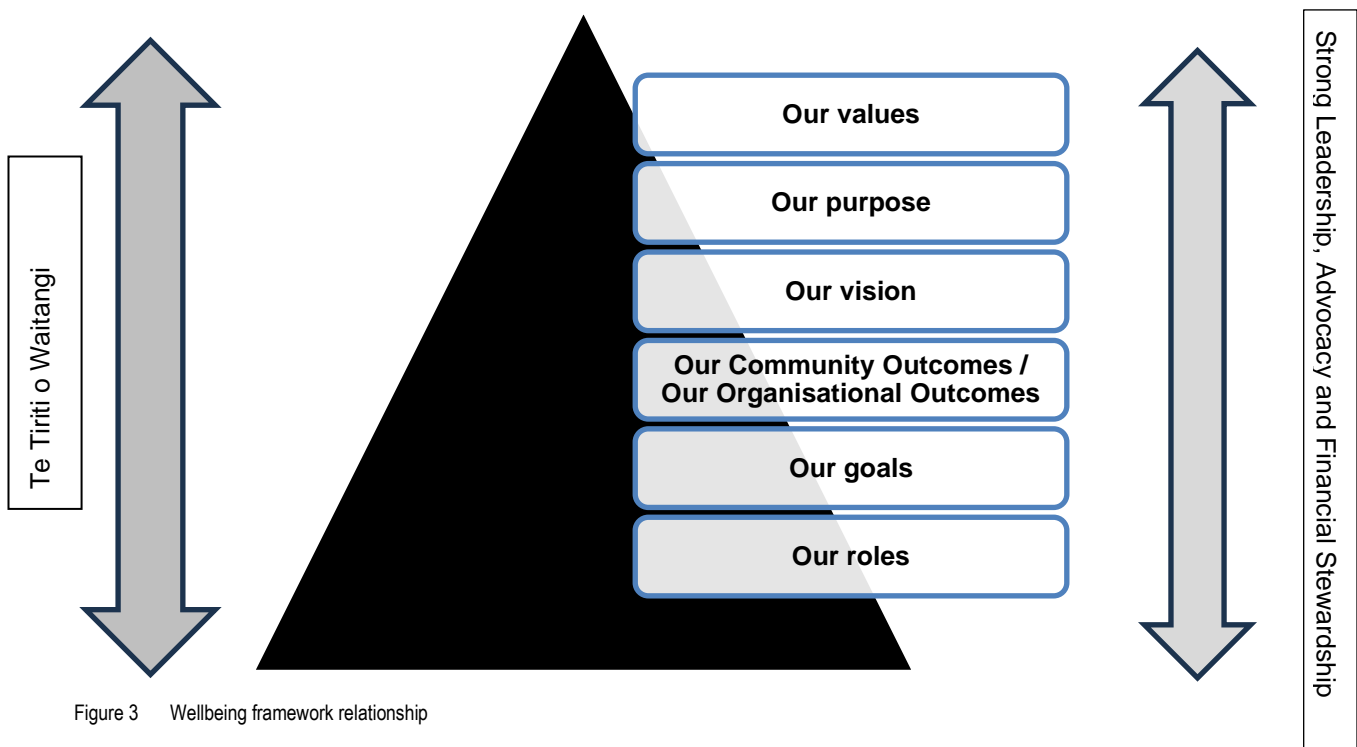 Te Tiriti o Waitangi
Our values
Our purpose
Our vision
Our Community Outcomes /
Our Organisational Outcomes
Our goals
Our roles
Strong Leadership, Advocacy and Financial Stewardship
Figure 3 Wellbeing framework relationship